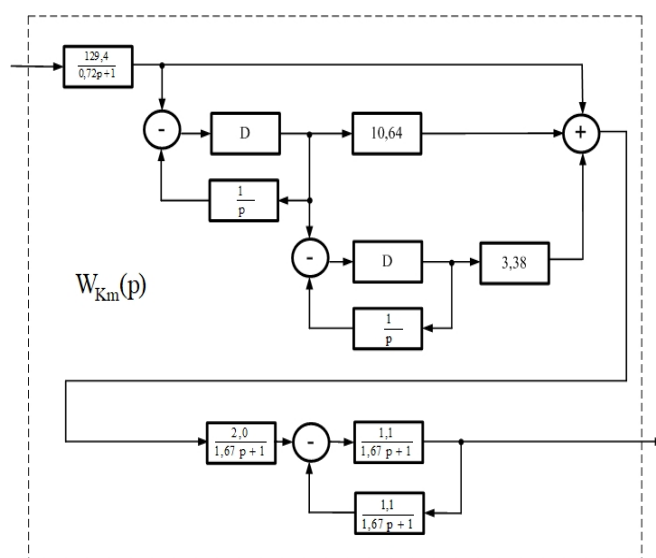 129,4
0,72p+1
-
D
10,64
+
1
p
-
D
3,38
W_Km(p)
1
p
2,0
1,67 p + 1
-
1,1
1,67 p + 1
1,1
1,67 p + 1